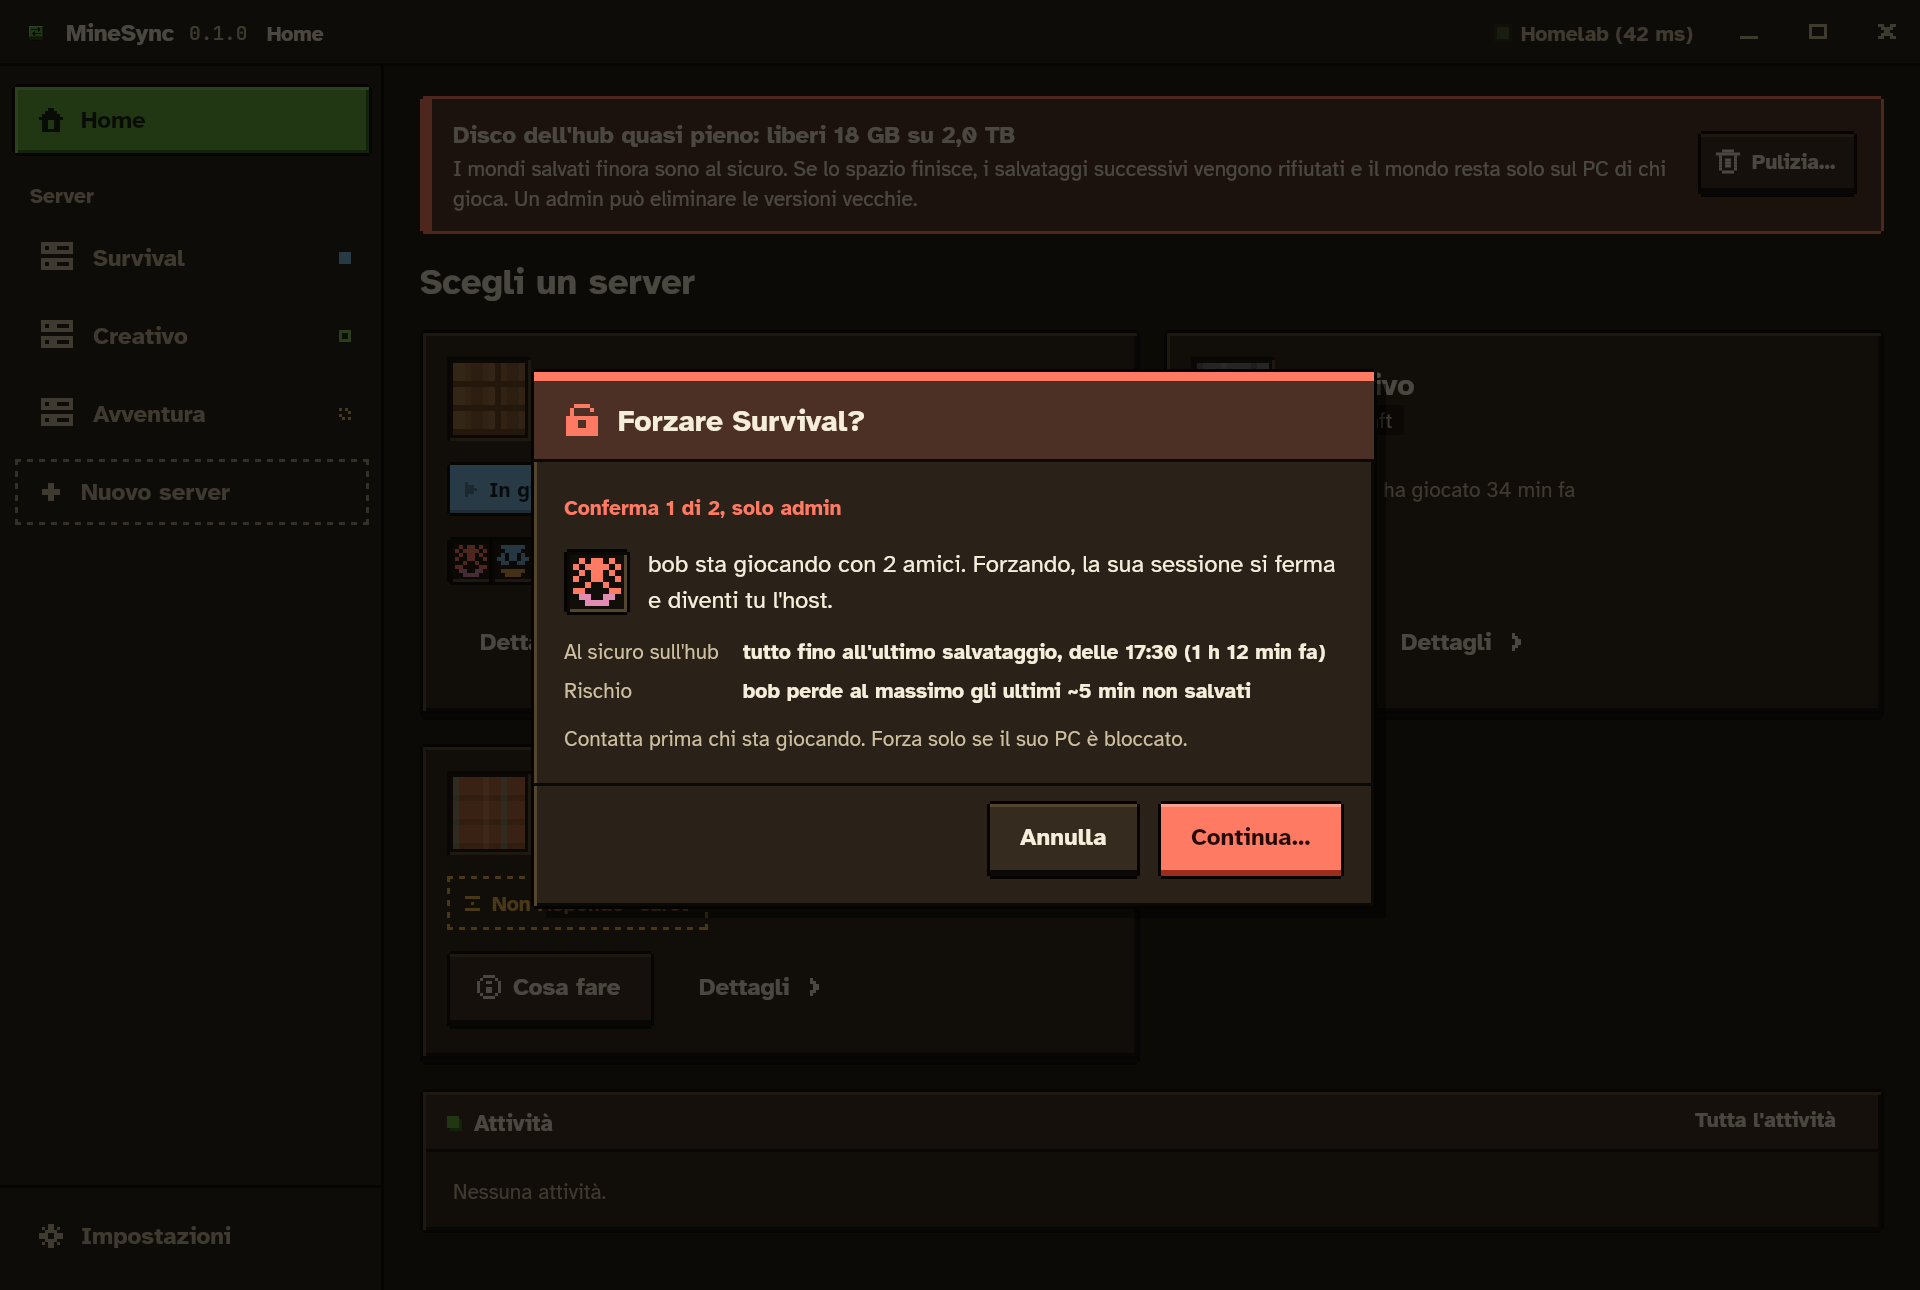 MineSync 0.1.0 Home
Homelab (42 ms)
Home
Server
Survival
Creativo
Avventura
Nuovo server
Impostazioni
Disco dell'hub quasi pieno: liberi 18 GB su 2,0 TB
I mondi salvati finora sono al sicuro. Se lo spazio finisce, i salvataggi successivi vengono rifiutati e il mondo resta solo sul PC di chi
gioca. Un admin può eliminare le versioni vecchie.
Pulizia...
Scegli un server
In g
Dett
ivo
ft
ha giocato 34 min fa
Dettagli
Forzare Survival?
Conferma 1 di 2, solo admin
bob sta giocando con 2 amici. Forzando, la sua sessione si ferma
e diventi tu l'host.
Al sicuro sull'hub tutto fino all'ultimo salvataggio, delle 17:30 (1 h 12 min fa)
Rischio bob perde al massimo gli ultimi ~5 min non salvati
Contatta prima chi sta giocando. Forza solo se il suo PC è bloccato.
Annulla
Continua...
Non
Cosa fare
Dettagli
Attività
Tutta l'attività
Nessuna attività.